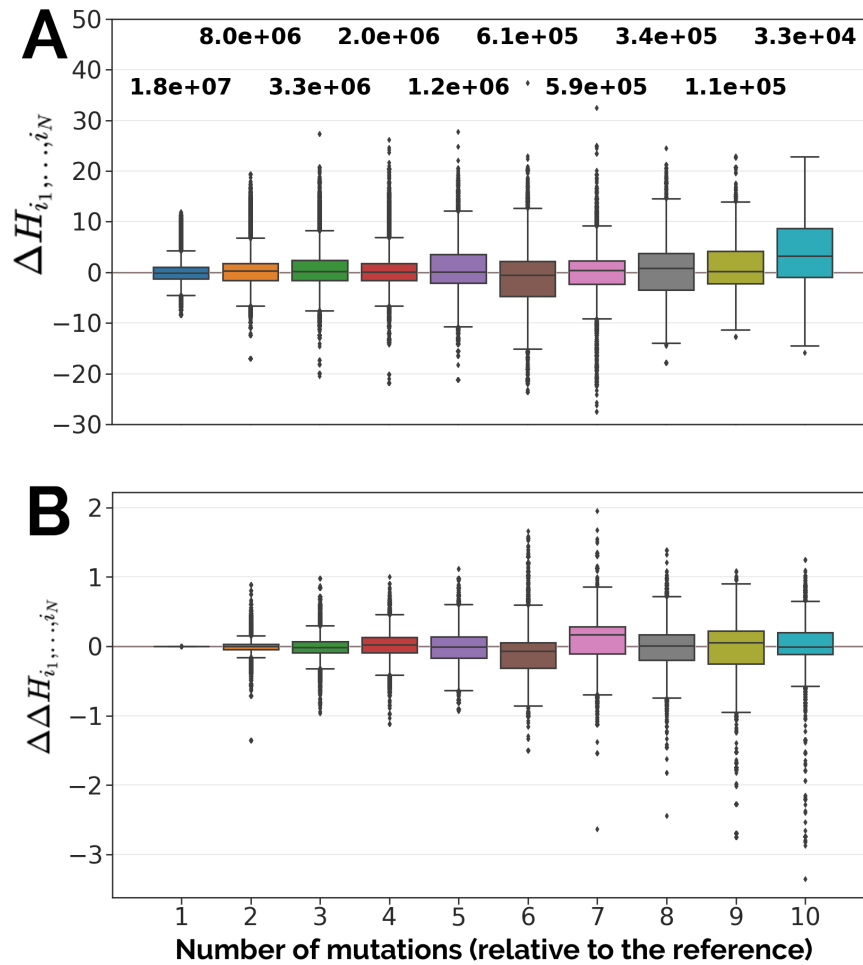 A
50
8.0e+06 2.0e+06 6.1e+05 3.4e+05 3.3e+04
40
1.8e+07 3.3e+06 1.2e+06 5.9e+05 1.1e+05
30
20
10
0
−10
−20
−30
ΔH_{i_1,...,i_N}
B
2
1
0
−1
−2
−3
ΔΔH_{i_1,...,i_N}
1 2 3 4 5 6 7 8 9 10
Number of mutations (relative to the reference)